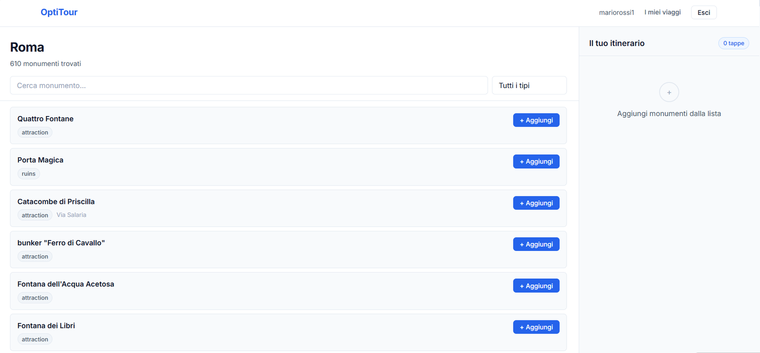 OptiTour
mariorossi1
I miei viaggi
Esci
Roma
610 monumenti trovati
Cerca monumento...
Tutti i tipi
Quattro Fontane
attraction
+ Aggiungi
Porta Magica
ruins
+ Aggiungi
Catacombe di Priscilla
attraction Via Salaria
+ Aggiungi
bunker "Ferro di Cavallo"
attraction
+ Aggiungi
Fontana dell'Acqua Acetosa
attraction
+ Aggiungi
Fontana dei Libri
attraction
+ Aggiungi
Il tuo itinerario
0 tappe
+
Aggiungi monumenti dalla lista